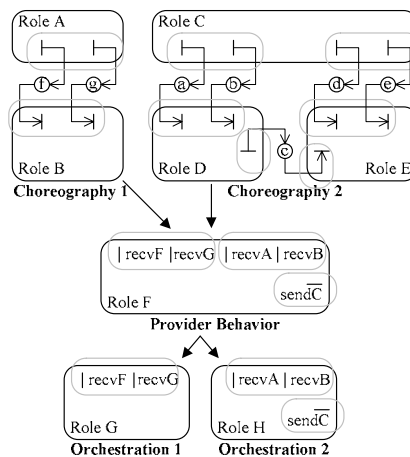 Role A
Role C
f
g
a
b
d
e
c
Role B
Role D
Role E
Choreography 1
Choreography 2
|recvF |recvG |recvA |recvB
sendC̅
Role F
Provider Behavior
|recvF |recvG
|recvA |recvB
sendC̅
Role G
Role H
Orchestration 1
Orchestration 2